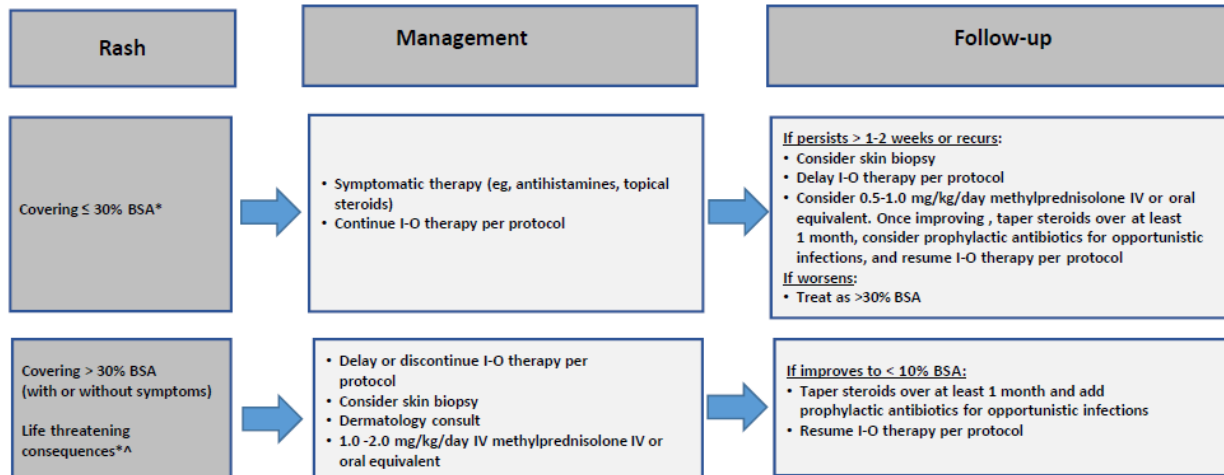 Rash
Management
Follow-up
Covering ≤ 30% BSA*
• Symptomatic therapy (eg, antihistamines, topical
steroids)
• Continue I-O therapy per protocol
If persists > 1-2 weeks or recurs:
• Consider skin biopsy
• Delay I-O therapy per protocol
• Consider 0.5-1.0 mg/kg/day methylprednisolone IV or oral
equivalent. Once improving , taper steroids over at least
1 month, consider prophylactic antibiotics for opportunistic
infections, and resume I-O therapy per protocol
If worsens:
• Treat as >30% BSA
Covering > 30% BSA
(with or without symptoms)
Life threatening
consequences*^
• Delay or discontinue I-O therapy per
protocol
• Consider skin biopsy
• Dermatology consult
• 1.0 -2.0 mg/kg/day IV methylprednisolone IV or
oral equivalent
If improves to < 10% BSA:
• Taper steroids over at least 1 month and add
prophylactic antibiotics for opportunistic infections
• Resume I-O therapy per protocol